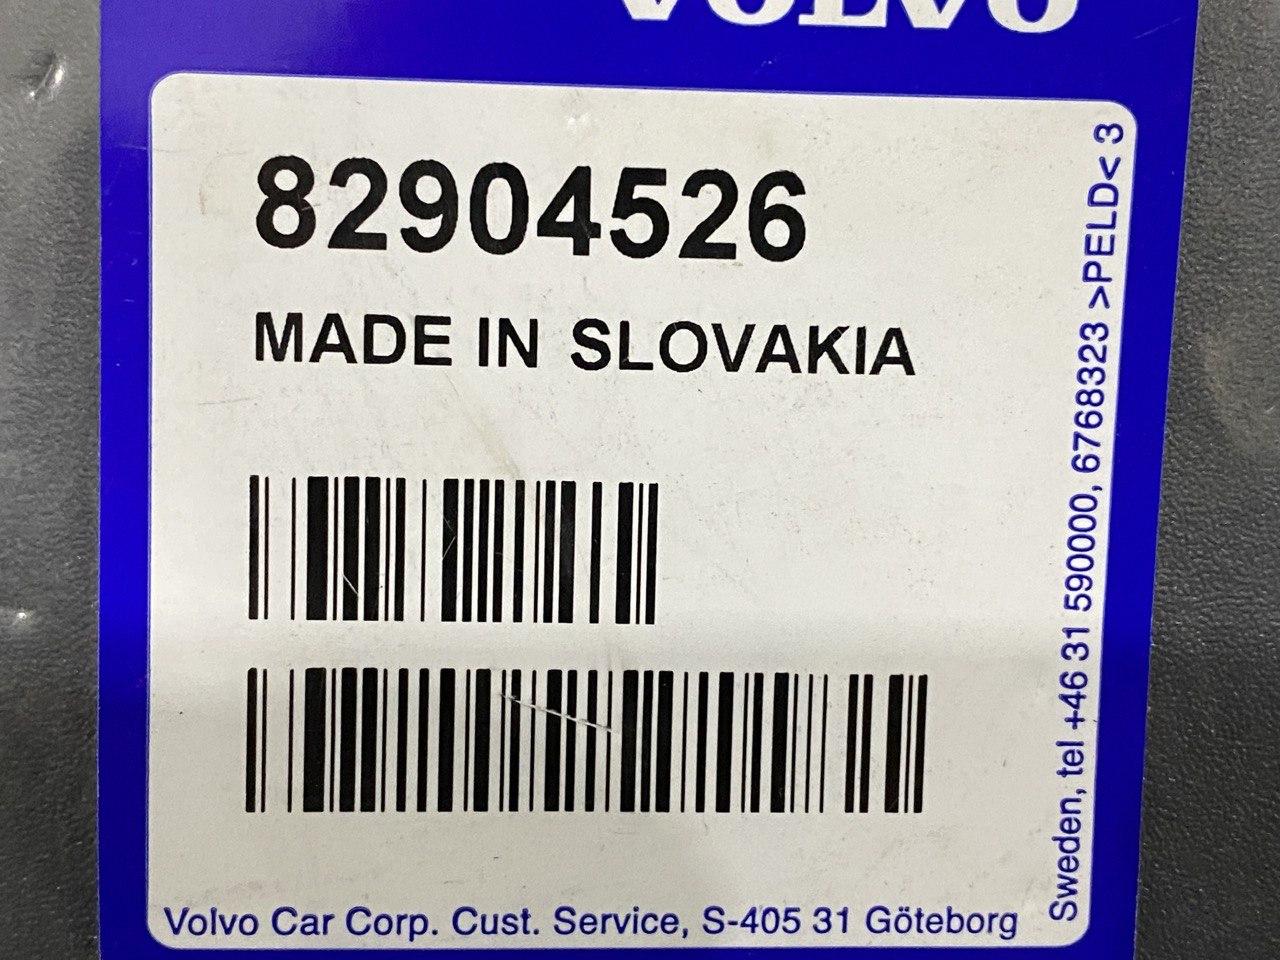 VOLVO
82904526
MADE IN SLOVAKIA
Volvo Car Corp. Cust. Service, S-405 31 Göteborg
Sweden, tel +46 31 590000, 6768323 >PELD< 3